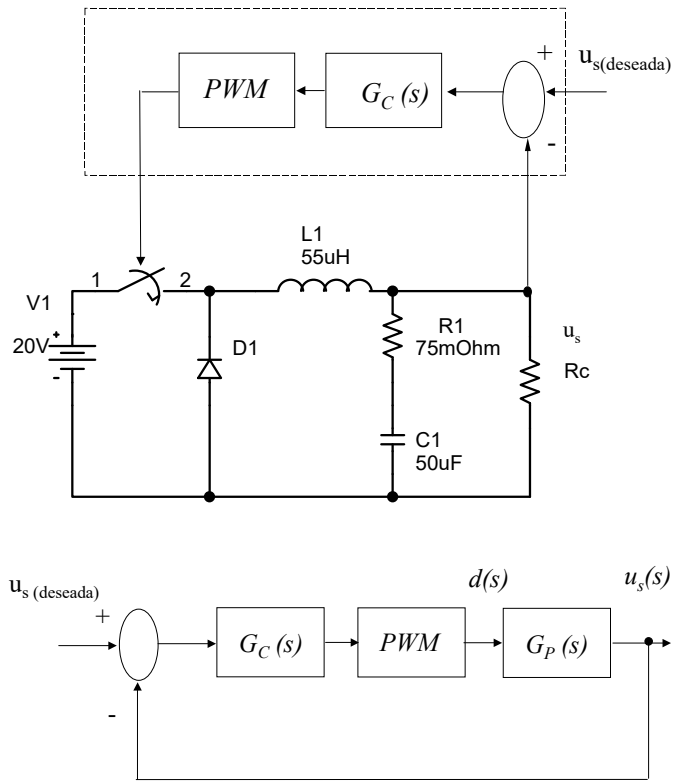 +
u_s(deseada)
PWM
G_C (s)
-
L1
55uH
1
2
V1
+
20V
-
D1
R1
75mOhm
u_s
Rc
C1
50uF
u_s (deseada)
d(s)
u_s(s)
+
G_C (s)
PWM
G_P (s)
-